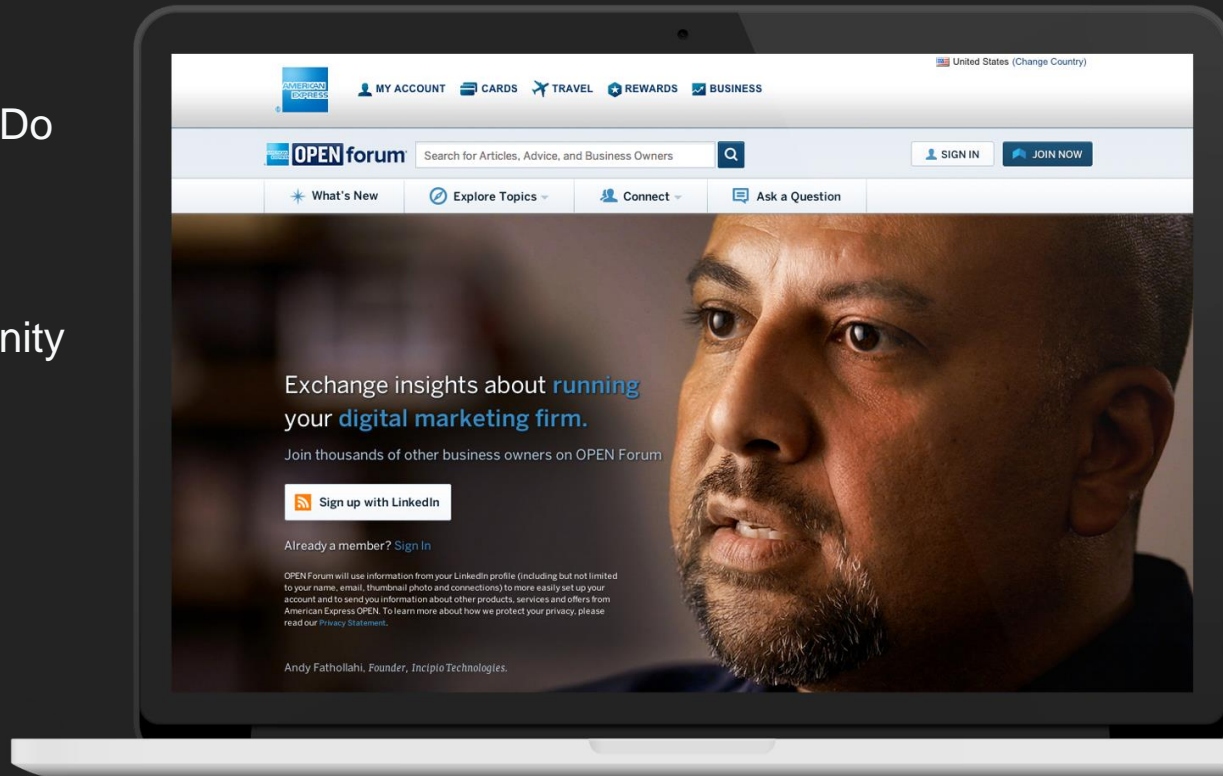 Do
nity
United States (Change Country)
AMERICAN
EXPRESS
®
MY ACCOUNT CARDS TRAVEL REWARDS BUSINESS
OPEN forum Search for Articles, Advice, and Business Owners SIGN IN JOIN NOW
What's New Explore Topics Connect Ask a Question
Exchange insights about running
your digital marketing firm.
Join thousands of other business owners on OPEN Forum
Sign up with LinkedIn
Already a member? Sign In
OPEN Forum will use information from your LinkedIn profile (including but not limited
to your name, email, thumbnail photo and connections) to more easily set up your
account and to send you information about other products, services and offers from
American Express OPEN. To learn more about how we protect your privacy, please
read our Privacy Statement.
Andy Fathollahi, Founder, Incipio Technologies.